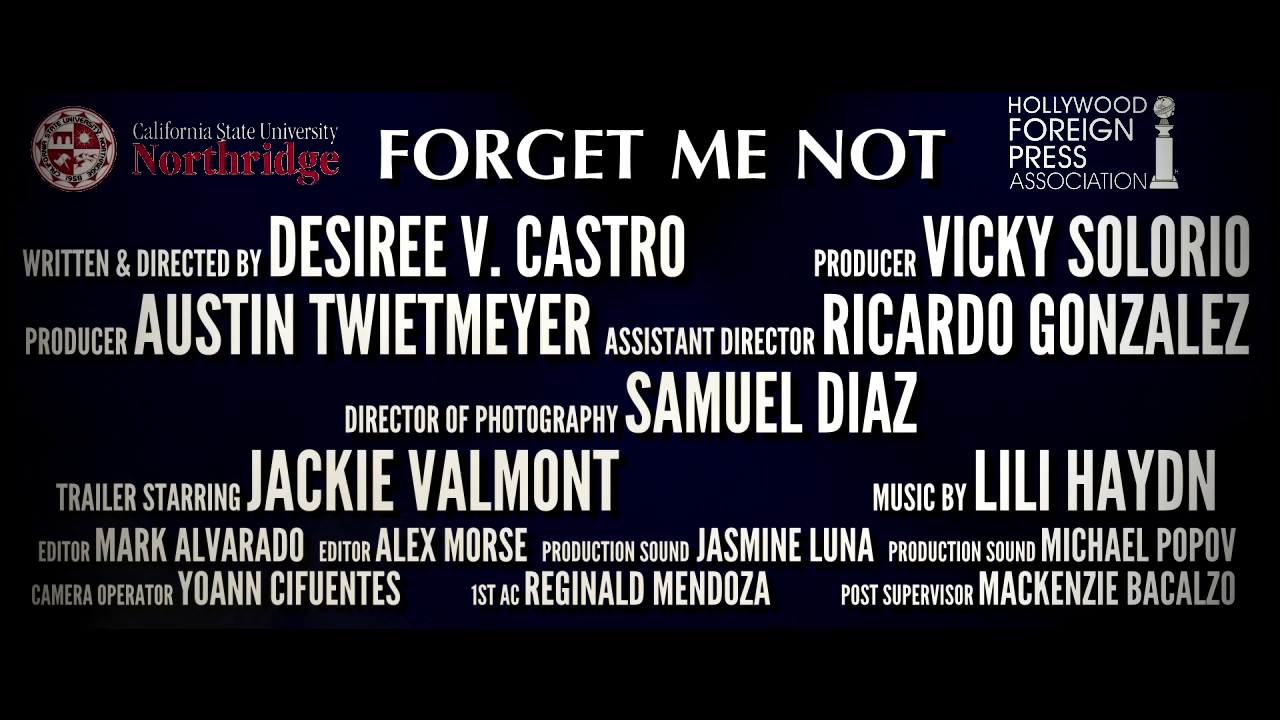 California State University
Northridge
FORGET ME NOT
HOLLYWOOD
FOREIGN
PRESS
ASSOCIATION
WRITTEN & DIRECTED BY DESIREE V. CASTRO PRODUCER VICKY SOLORIO
PRODUCER AUSTIN TWIETMEYER ASSISTANT DIRECTOR RICARDO GONZALEZ
DIRECTOR OF PHOTOGRAPHY SAMUEL DIAZ
TRAILER STARRING JACKIE VALMONT MUSIC BY LILI HAYDN
EDITOR MARK ALVARADO EDITOR ALEX MORSE PRODUCTION SOUND JASMINE LUNA PRODUCTION SOUND MICHAEL POPOV
CAMERA OPERATOR YOANN CIFUENTES 1ST AC REGINALD MENDOZA POST SUPERVISOR MACKENZIE BACALZO